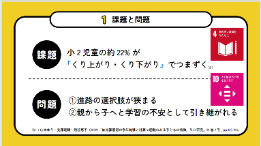 1 課題と問題
4
課題
小2児童の約22%が
「くり上がり・くり下がり」でつまずく
10
問題
①進路の選択肢が狭まる
②親から子へと学習の不安として引き継がれる